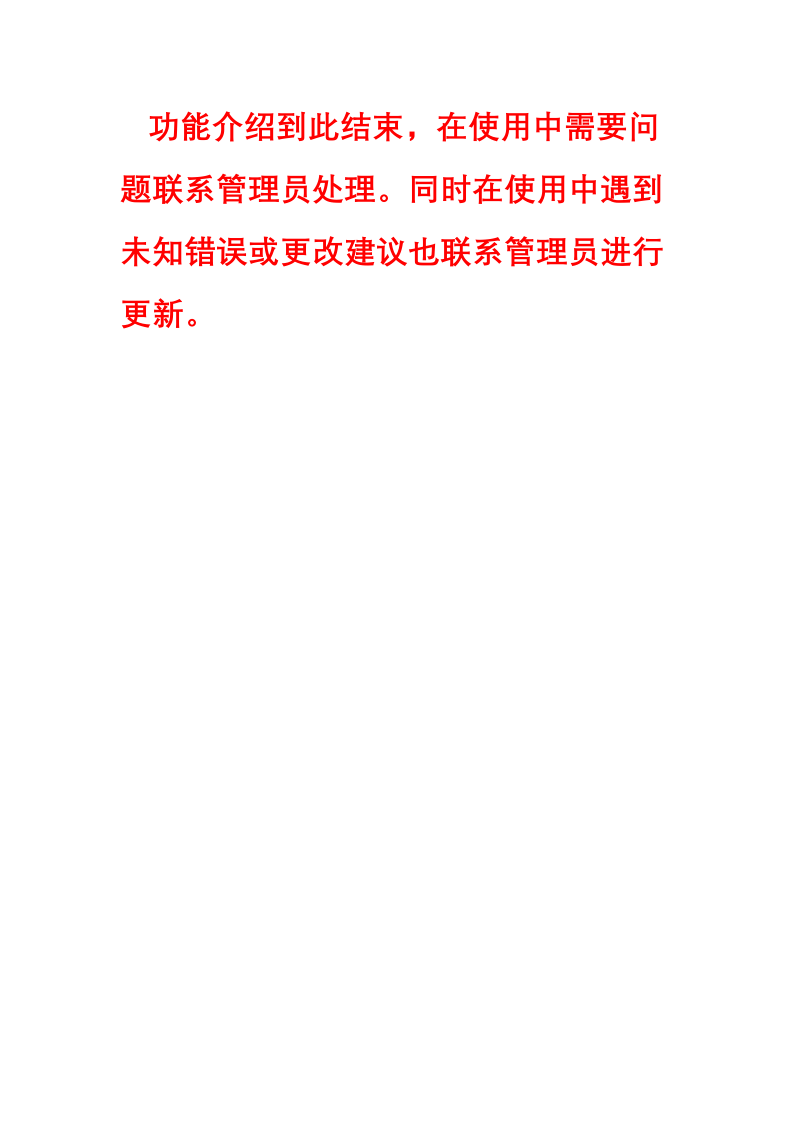 功能介绍到此结束，在使用中需要问
题联系管理员处理。同时在使用中遇到
未知错误或更改建议也联系管理员进行
更新。